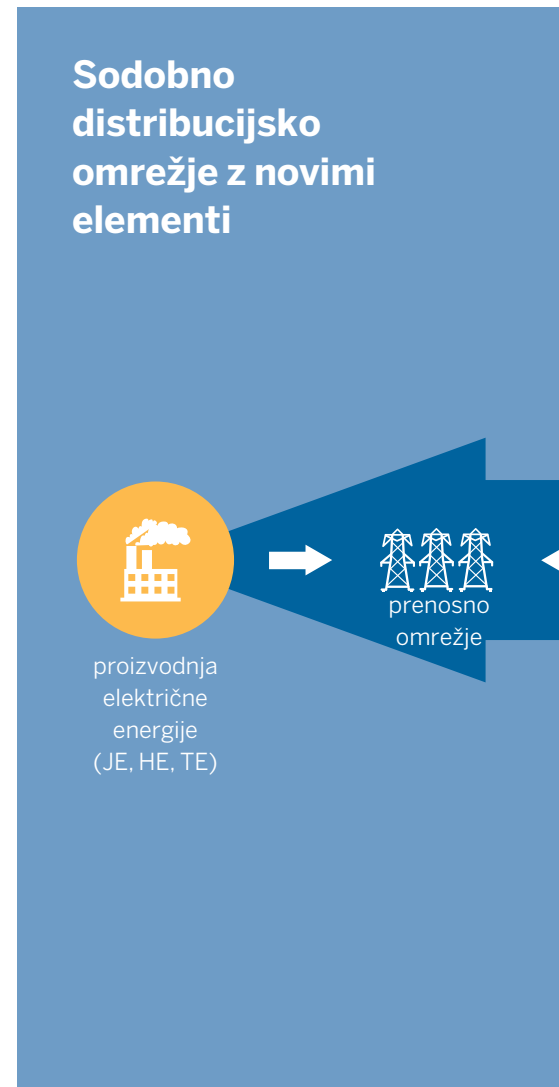 Sodobno
distribucijsko
omrežje z novimi
elementi
prenosno
omrežje
proizvodnja
električne
energije
(JE, HE, TE)